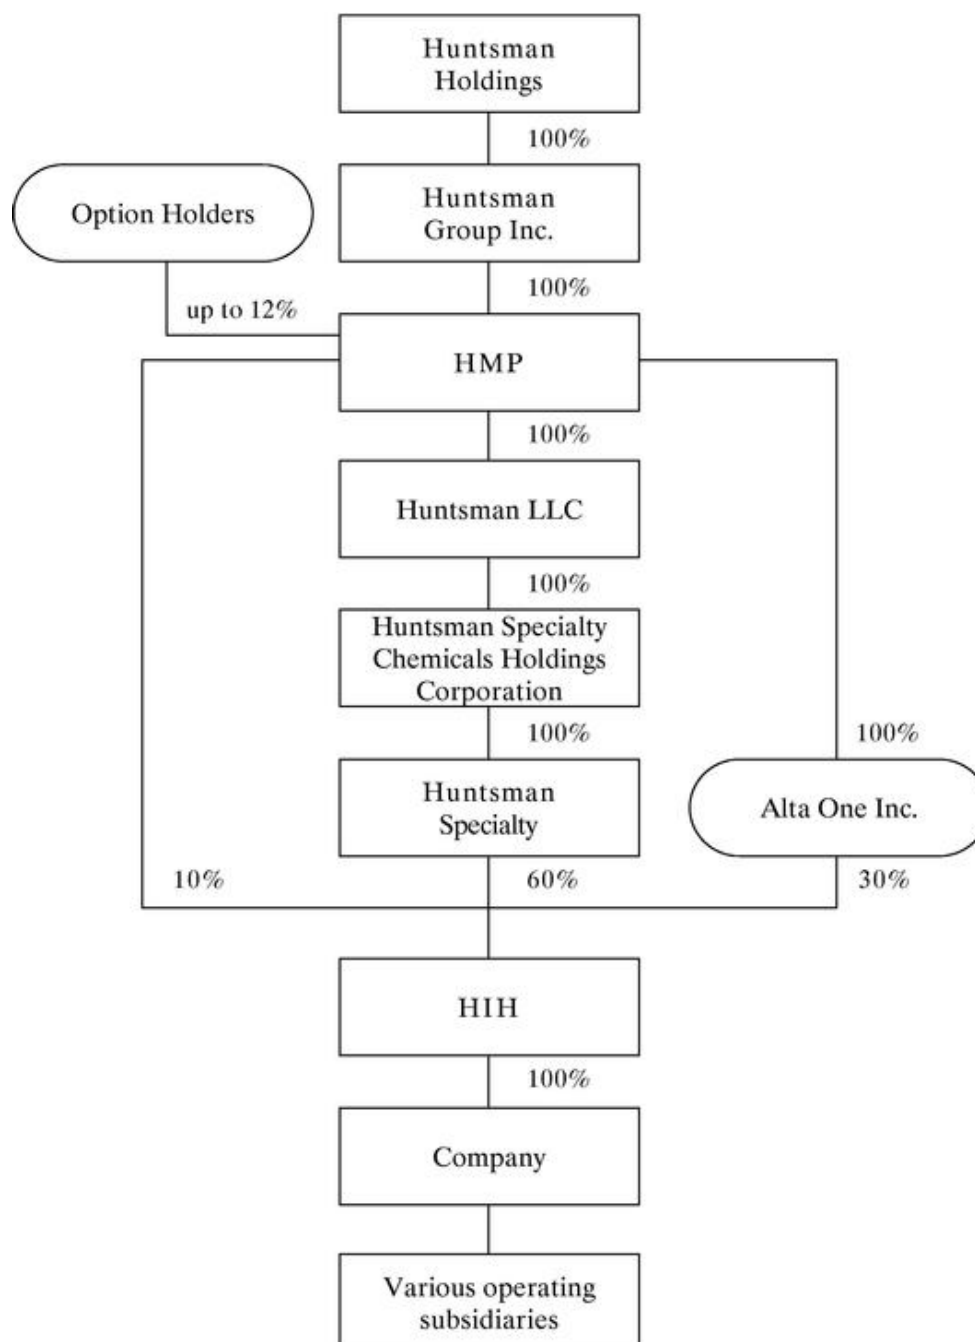 Huntsman
Holdings
100%
Option Holders
Huntsman
Group Inc.
up to 12%
100%
HMP
100%
Huntsman LLC
100%
Huntsman Specialty
Chemicals Holdings
Corporation
100%
100%
Huntsman
Specialty
Alta One Inc.
10%
60%
30%
HIH
100%
Company
Various operating
subsidiaries